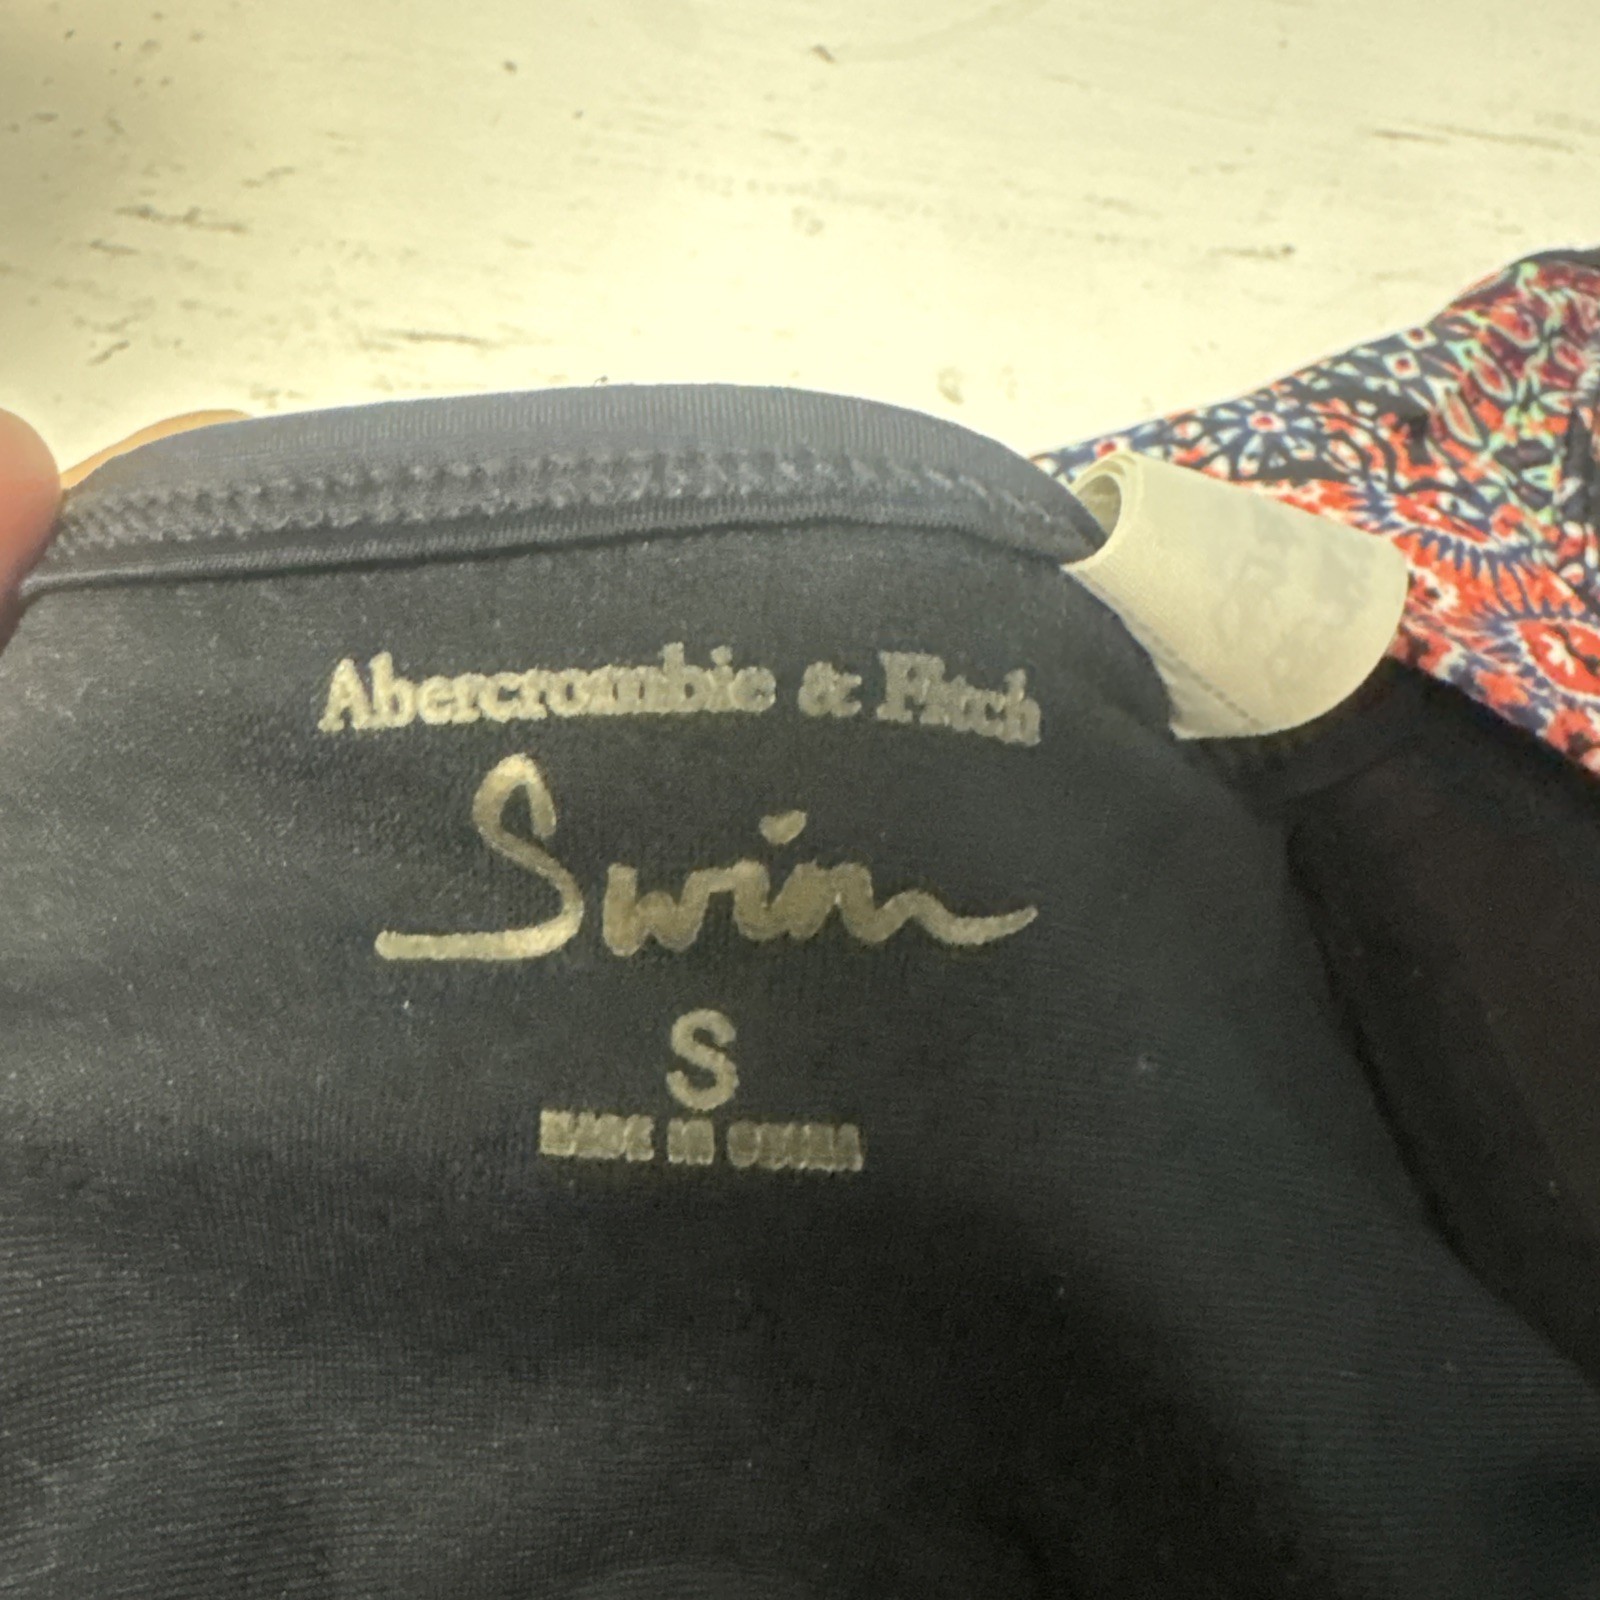 Abercrombie & Fitch
Swim
S
MADE IN CHINA